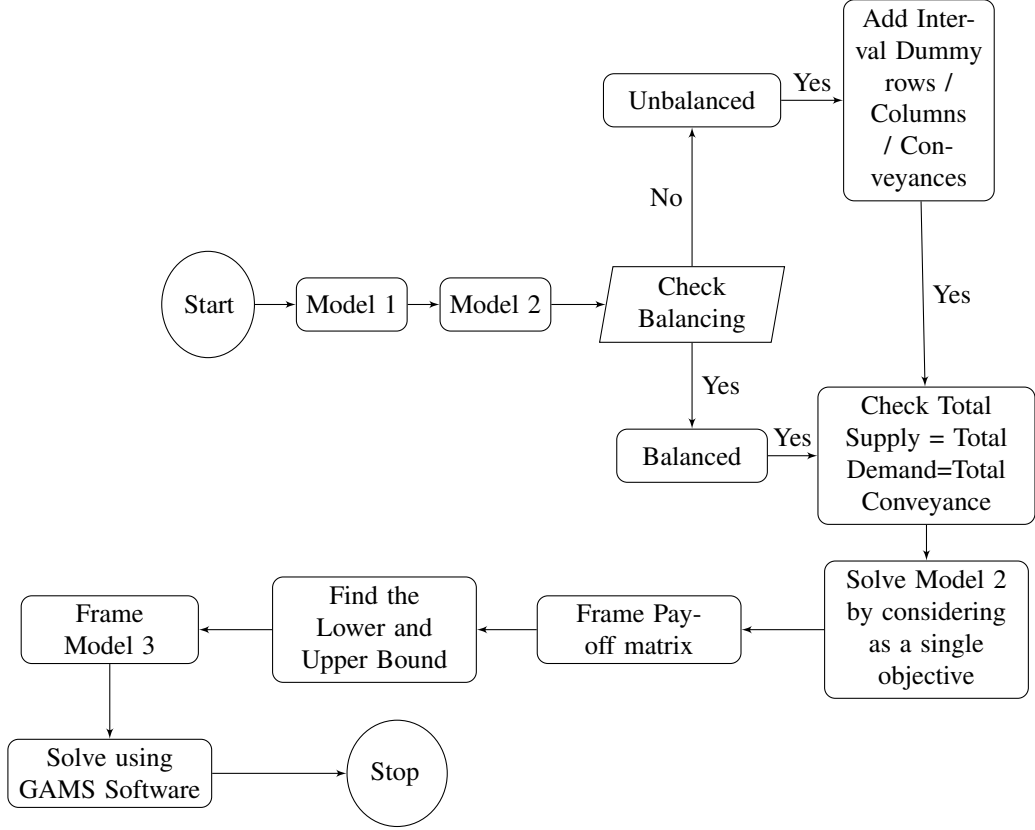 Add Inter-
val Dummy
rows /
Columns
/ Con-
veyances
Unbalanced
Yes
No
Start
Model 1
Model 2
Check
Balancing
Yes
Yes
Balanced
Yes
Check Total
Supply = Total
Demand=Total
Conveyance
Solve Model 2
by considering
as a single
objective
Frame Pay-
off matrix
Find the
Lower and
Upper Bound
Frame
Model 3
Solve using
GAMS Software
Stop